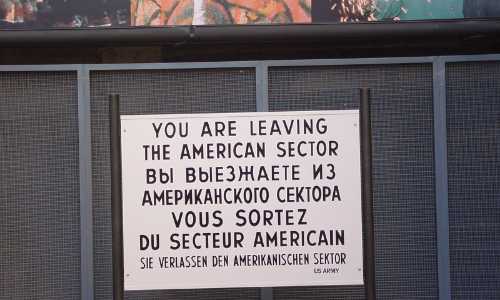 YOU ARE LEAVING
THE AMERICAN SECTOR
ВЫ ВЫЕЗЖАЕТЕ ИЗ
АМЕРИКАНСКОГО СЕКТОРА
VOUS SORTEZ
DU SECTEUR AMERICAIN
SIE VERLASSEN DEN AMERIKANISCHEN SEKTOR
US ARMY